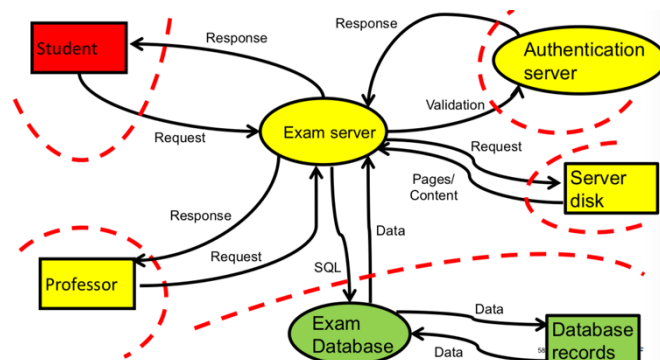 Student
Response
Response
Authentication
server
Validation
Request
Exam server
Request
Pages/
Content
Server
disk
Response
Request
Data
Professor
SQL
Exam
Database
Data
Data
Database
records